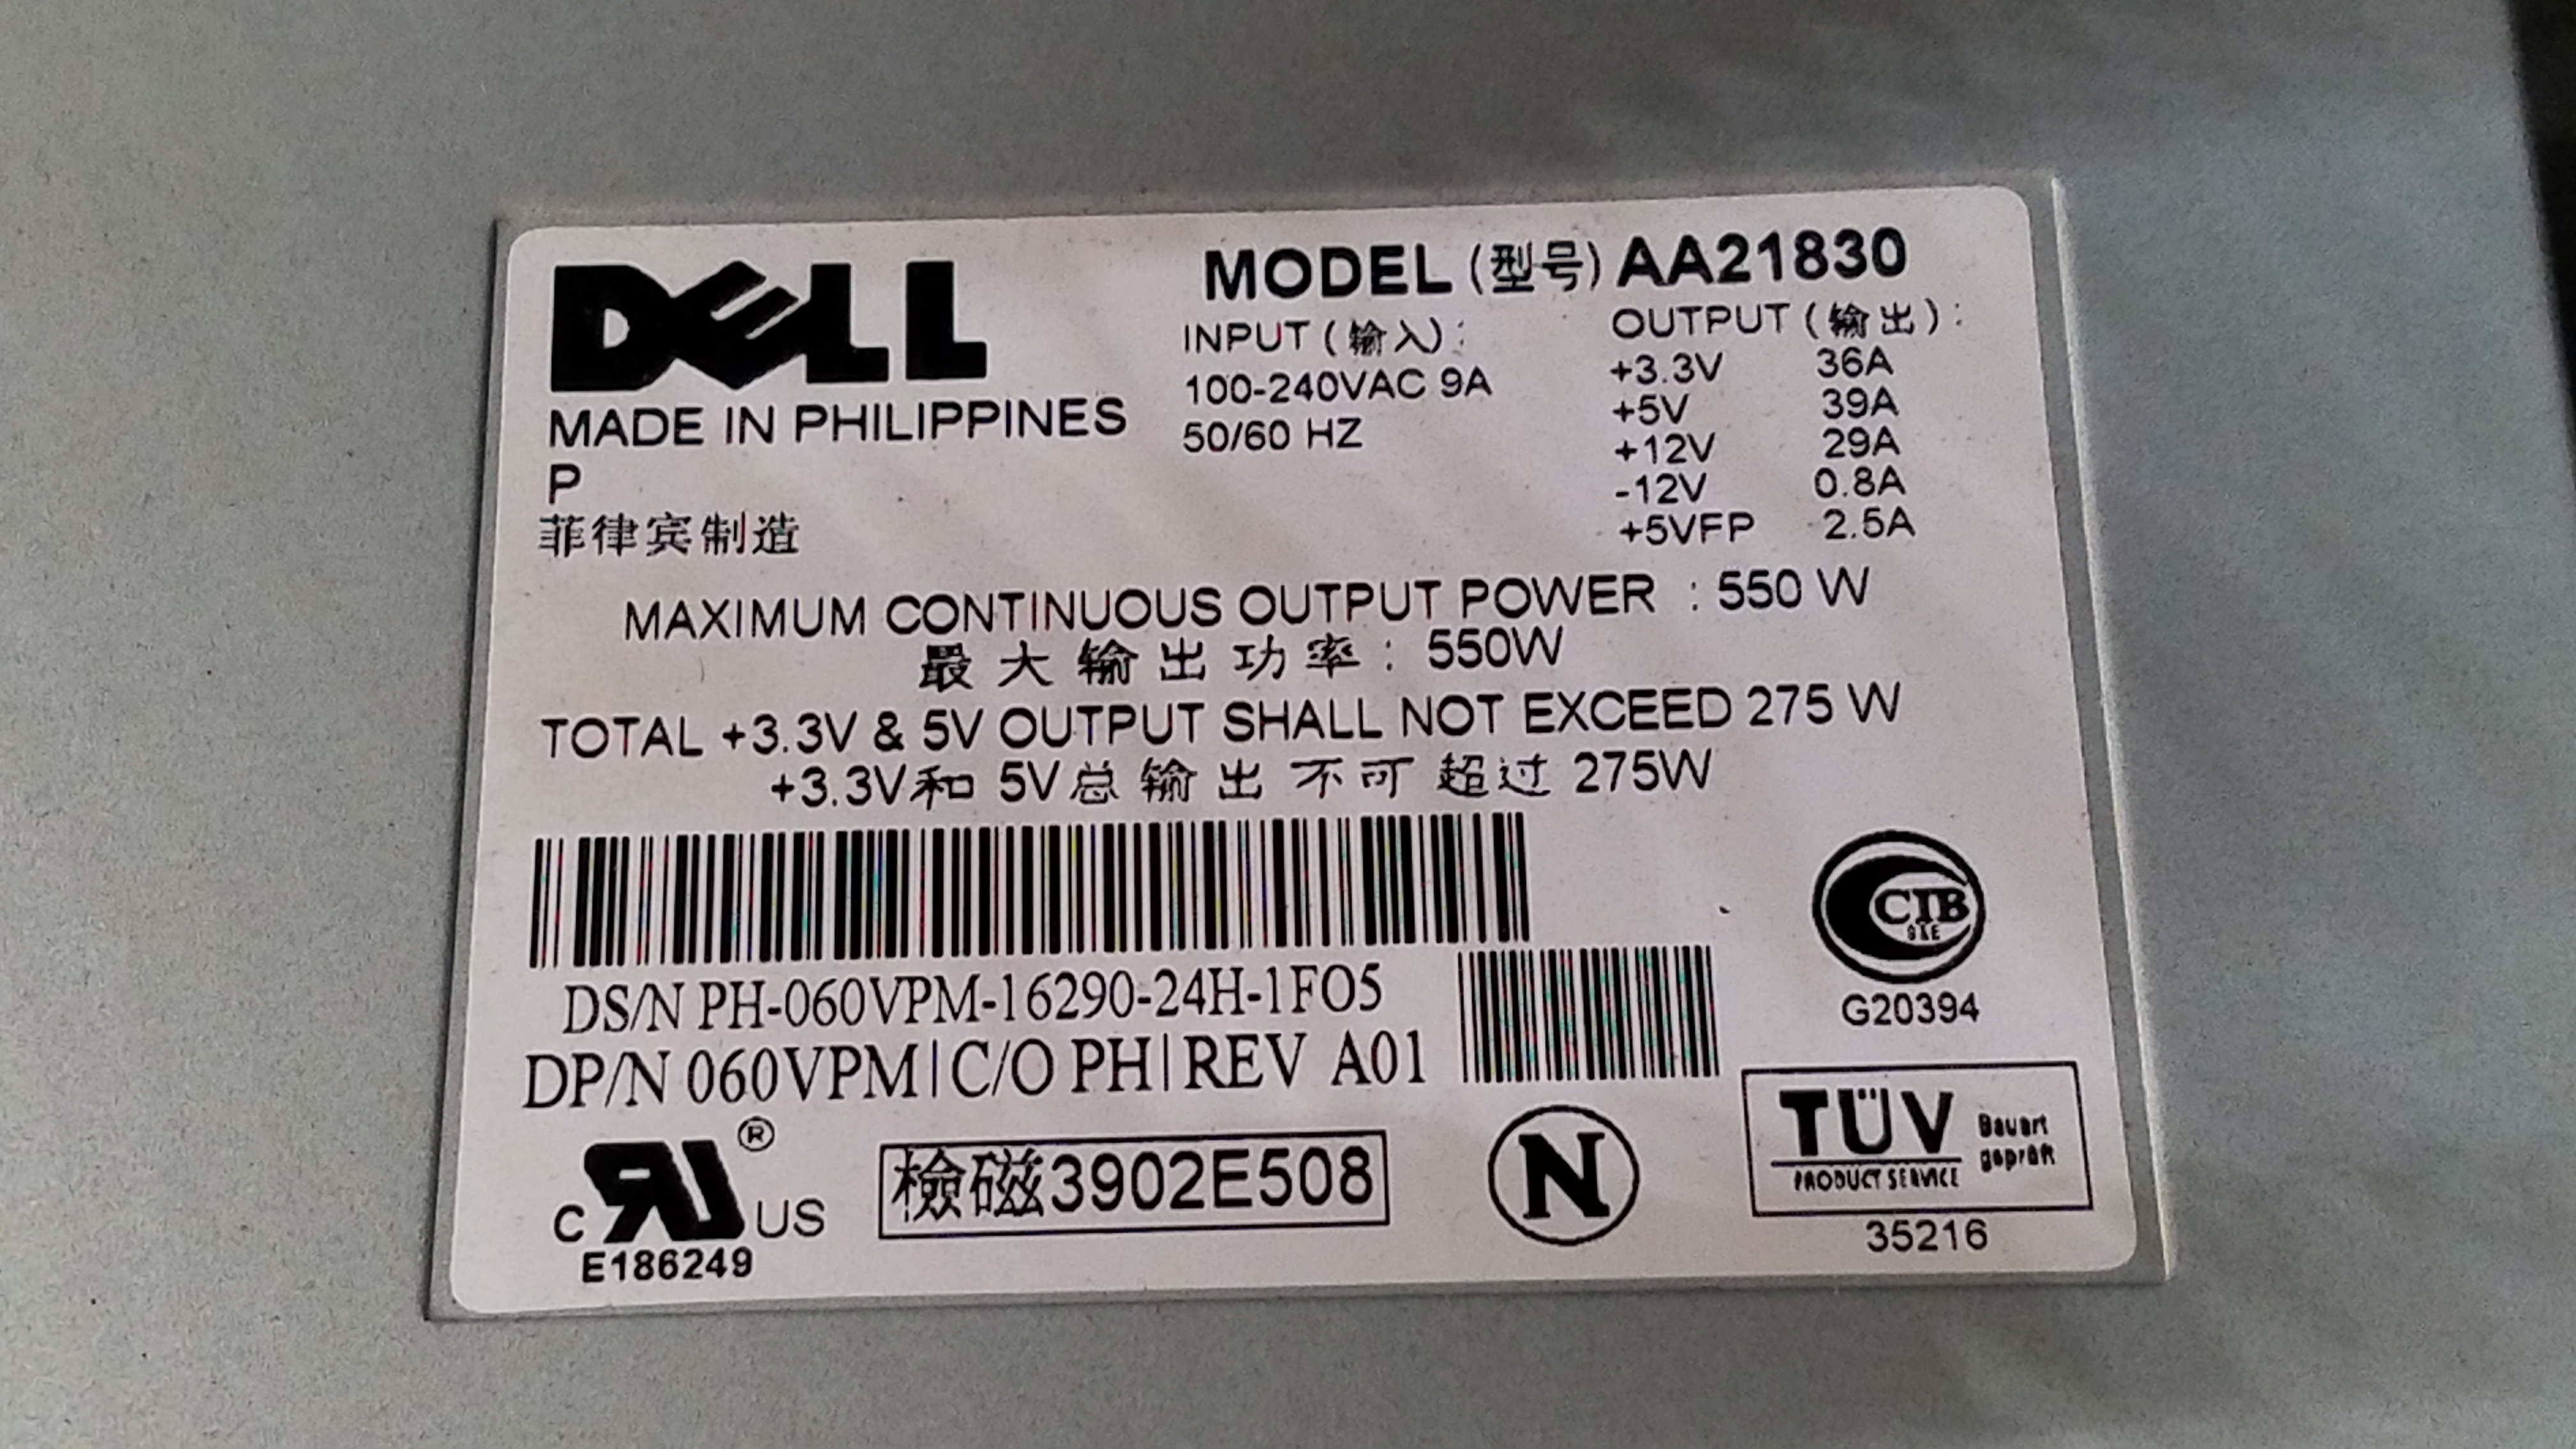 DELL
MADE IN PHILIPPINES
P
菲律宾制造
MODEL (型号) AA21830
INPUT (输入):
100-240VAC 9A
50/60 HZ
OUTPUT (输出):
+3.3V 36A
+5V 39A
+12V 29A
-12V 0.8A
+5VFP 2.5A
MAXIMUM CONTINUOUS OUTPUT POWER : 550 W
最大输出功率: 550W
TOTAL +3.3V & 5V OUTPUT SHALL NOT EXCEED 275 W
+3.3V和 5V总输出不可超过 275W
DS/N PH-060VPM-16290-24H-1FO5
DP/N 060VPM|C/O PH|REV A01
CIB
S&E
G20394
C RU US ®
E186249
檢磁3902E508
N
TÜV
PRODUCT SERVICE
Bauart
geprüft
35216